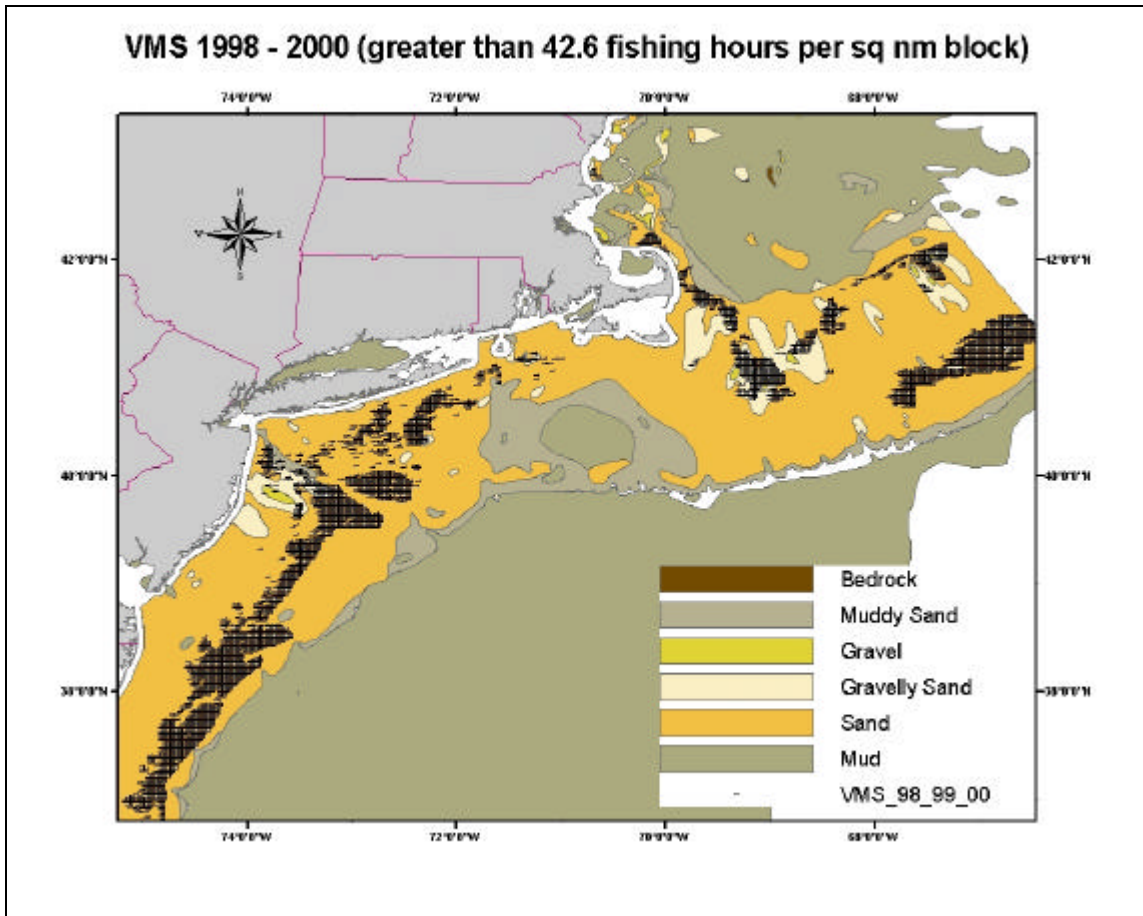 VMS 1998 - 2000 (greater than 42.6 fishing hours per sq nm block)
74°0'0"W 72°0'0"W 70°0'0"W 68°0'0"W
N
S
42°0'0"N 42°0'0"N
40°0'0"N 40°0'0"N
38°0'0"N 38°0'0"N
Bedrock
Muddy Sand
Gravel
Gravelly Sand
Sand
Mud
VMS_98_99_00
74°0'0"W 72°0'0"W 70°0'0"W 68°0'0"W